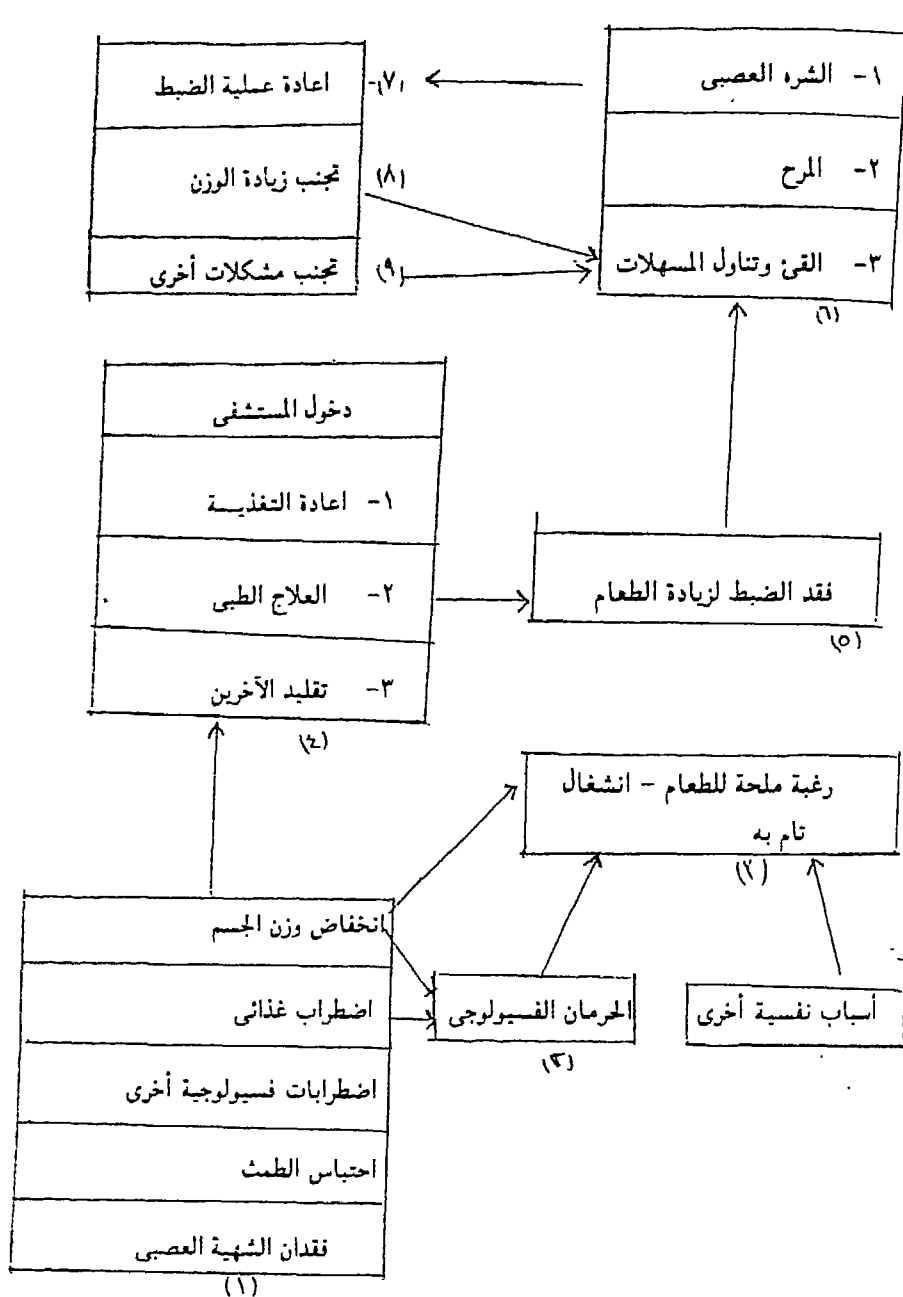 ١- الشره العصبى
٢- المرح
٣- القئ وتناول المسهلات
(٦)
(٧)- اعادة عملية الضبط
(٨) تجنب زيادة الوزن
(٩) تجنب مشكلات أخرى
دخول المستشفى
١- اعادة التغذيـــة
٢- العلاج الطبى
٣- تقليد الآخرين
(٤)
فقد الضبط لزيادة الطعام
(٥)
رغبة ملحة للطعام - انشغال
تام به
أسباب نفسية أخرى
الحرمان الفسيولوجى
انخفاض وزن الجسم
اضطراب غذائى
اضطرابات فسيولوجية أخرى
احتباس الطمث
فقدان الشهية العصبى
(١)